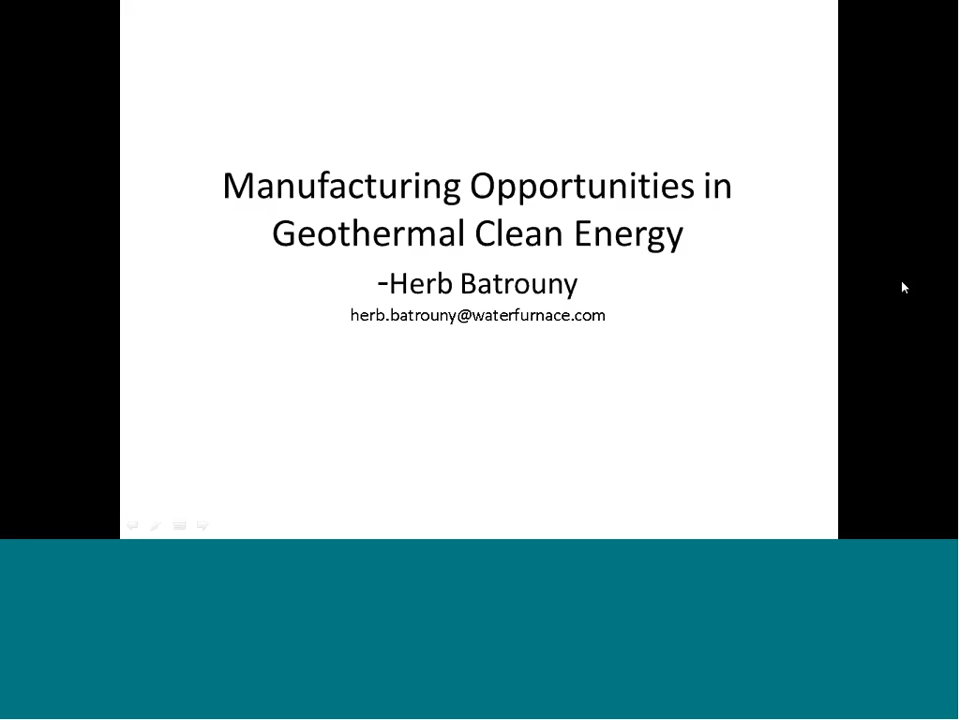 Manufacturing Opportunities in
Geothermal Clean Energy
-Herb Batrouny
herb.batrouny@waterfurnace.com